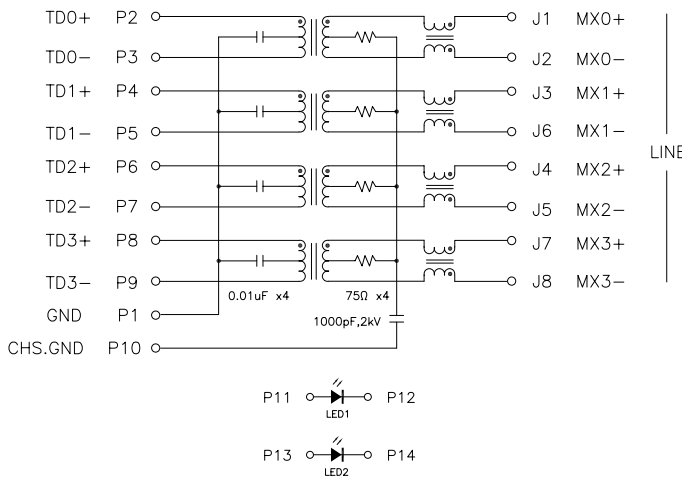 TD0+ P2 J1 MX0+
TD0- P3 J2 MX0-
TD1+ P4 J3 MX1+
TD1- P5 J6 MX1-
LINE
TD2+ P6 J4 MX2+
TD2- P7 J5 MX2-
TD3+ P8 J7 MX3+
TD3- P9 J8 MX3-
0.01uF x4 75Ω x4
GND P1
1000pF,2kV
CHS.GND P10
P11 P12
LED1
P13 P14
LED2